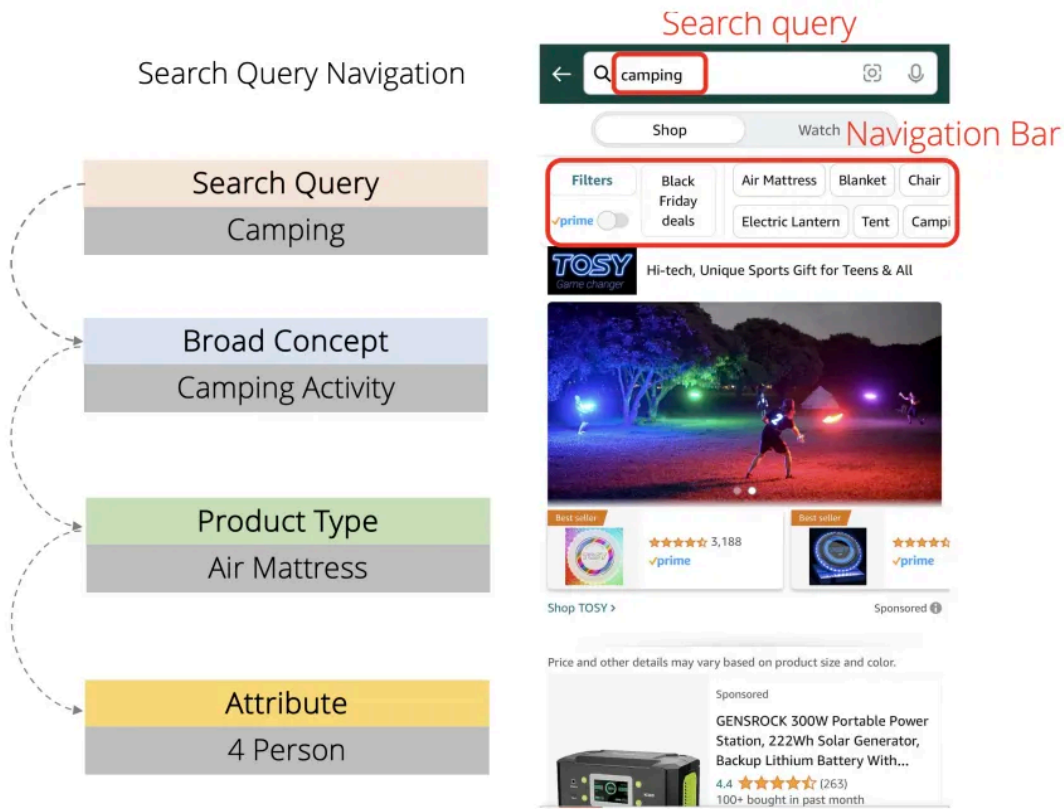 Search query
Search Query Navigation
camping
Shop
Watch
Navigation Bar
Search Query
Camping
Filters
prime
Black
Friday
deals
Air Mattress
Blanket
Chair
Electric Lantern
Tent
Campi
TOSY
Game changer
Hi-tech, Unique Sports Gift for Teens & All
Broad Concept
Camping Activity
Product Type
Air Mattress
Best seller
TOSY
3,188
prime
Best seller
prime
Shop TOSY ›
Sponsored
Price and other details may vary based on product size and color.
Attribute
4 Person
Sponsored
GENSROCK 300W Portable Power
Station, 222Wh Solar Generator,
Backup Lithium Battery With...
4.4 (263)
100+ bought in past month